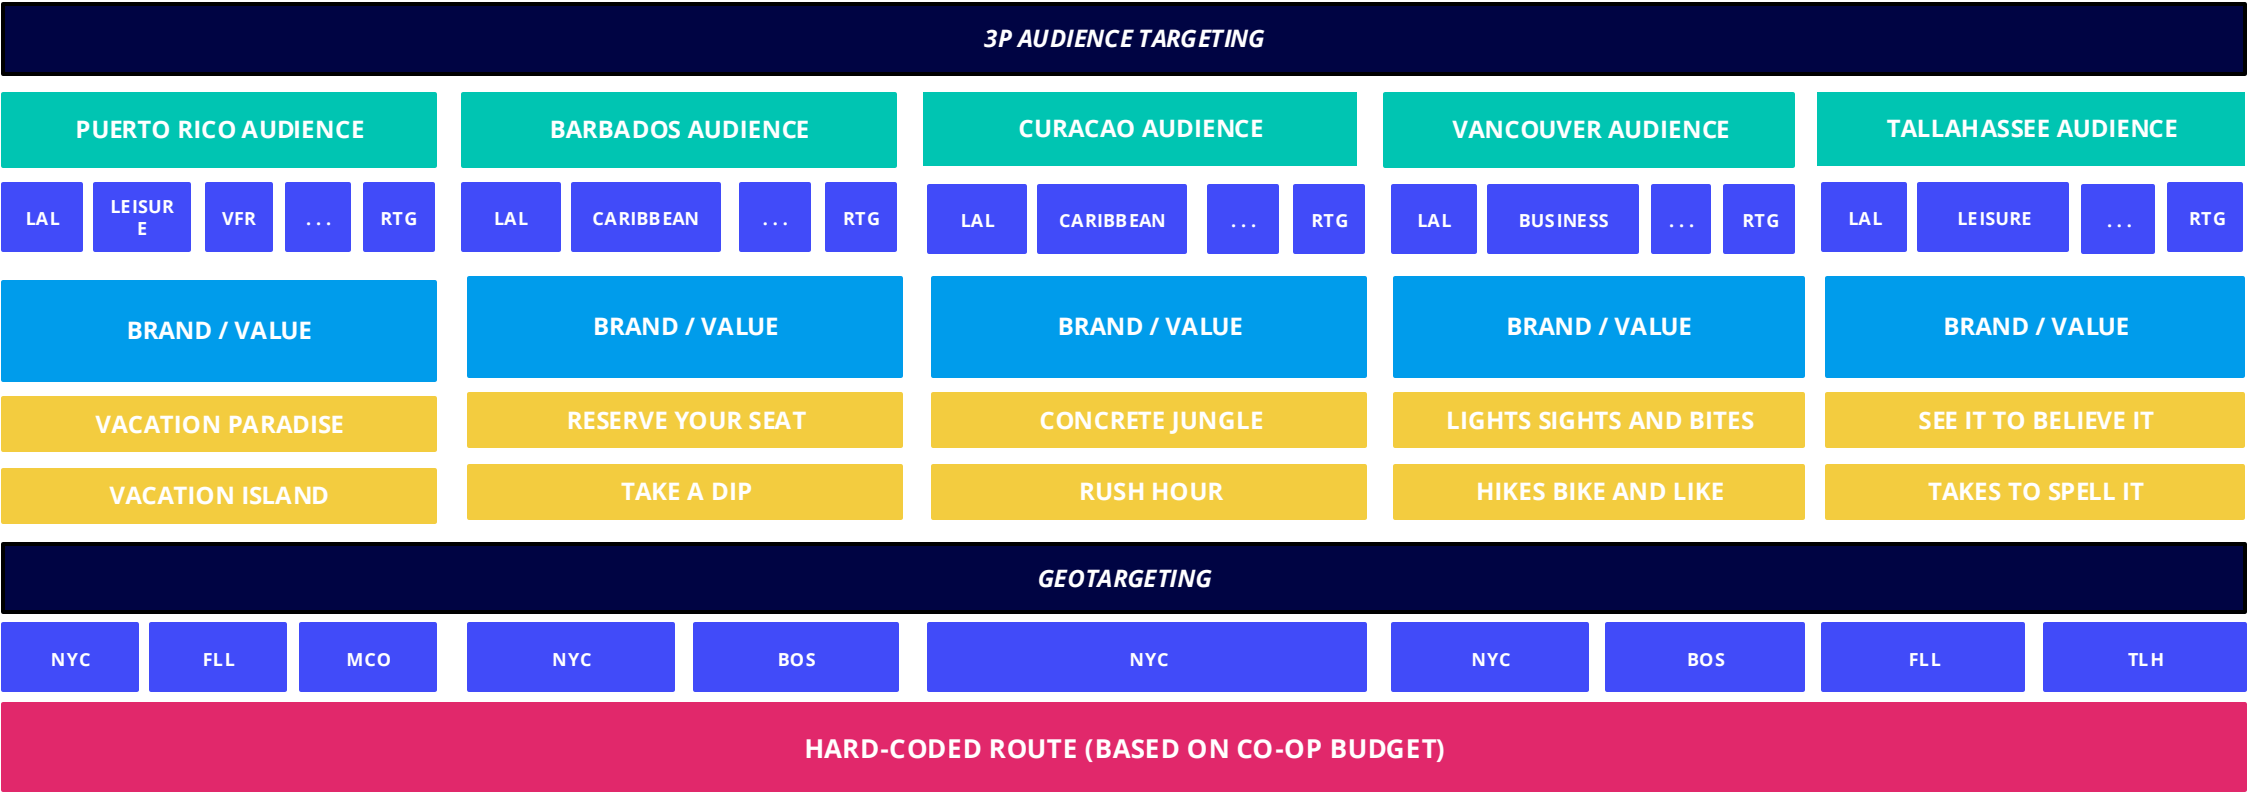 3P AUDIENCE TARGETING
PUERTO RICO AUDIENCE
BARBADOS AUDIENCE
CURACAO AUDIENCE
VANCOUVER AUDIENCE
TALLAHASSEE AUDIENCE
LAL
LEISUR
E
VFR
...
RTG
LAL
CARIBBEAN
...
RTG
LAL
CARIBBEAN
...
RTG
LAL
BUSINESS
...
RTG
LAL
LEISURE
...
RTG
BRAND / VALUE
BRAND / VALUE
BRAND / VALUE
BRAND / VALUE
BRAND / VALUE
VACATION PARADISE
RESERVE YOUR SEAT
CONCRETE JUNGLE
LIGHTS SIGHTS AND BITES
SEE IT TO BELIEVE IT
VACATION ISLAND
TAKE A DIP
RUSH HOUR
HIKES BIKE AND LIKE
TAKES TO SPELL IT
GEOTARGETING
NYC
FLL
MCO
NYC
BOS
NYC
NYC
BOS
FLL
TLH
HARD-CODED ROUTE (BASED ON CO-OP BUDGET)